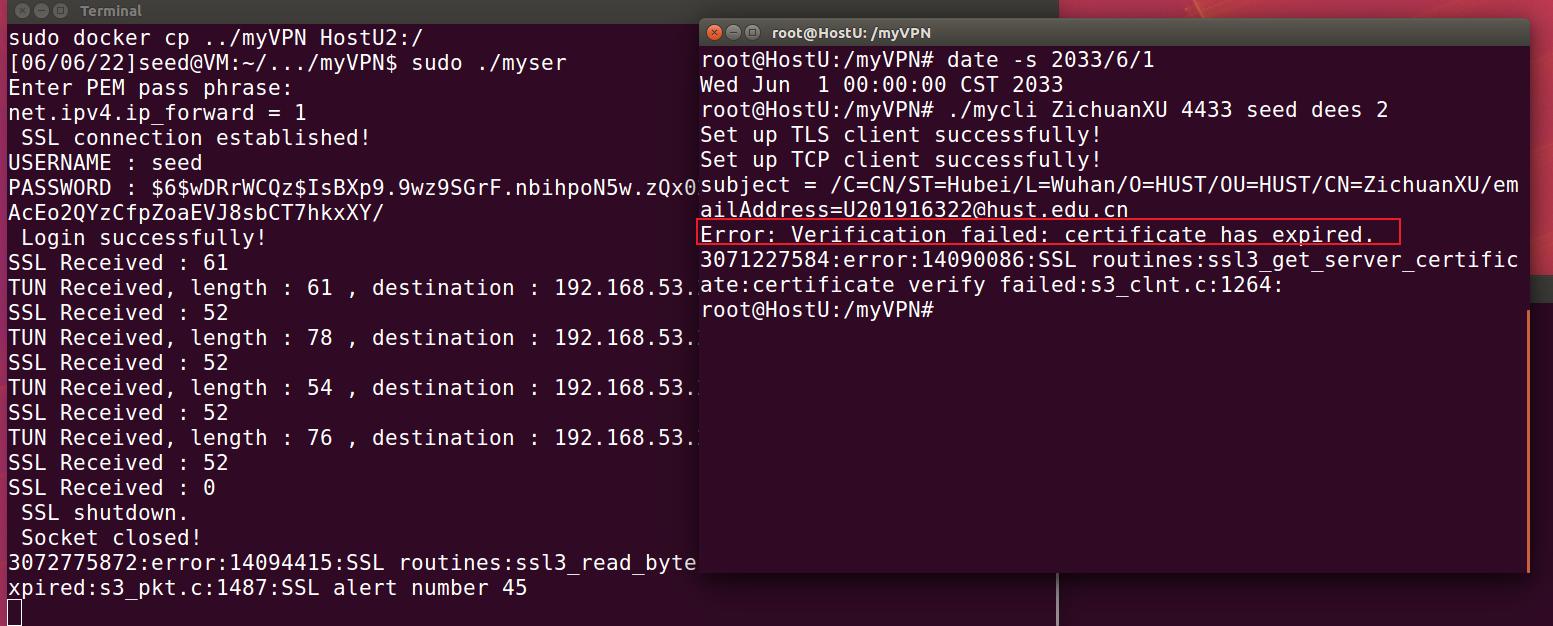 Terminal
sudo docker cp ../myVPN HostU2:/
[06/06/22]seed@VM:~/.../myVPN$ sudo ./myser
Enter PEM pass phrase:
net.ipv4.ip_forward = 1
SSL connection established!
USERNAME : seed
PASSWORD : $6$wDRrWCQz$IsBXp9.9wz9SGrF.nbihpoN5w.zQx0
AcEo2QYzCfpZoaEVJ8sbCT7hkxXY/
Login successfully!
SSL Received : 61
TUN Received, length : 61 , destination : 192.168.53.
SSL Received : 52
TUN Received, length : 78 , destination : 192.168.53.
SSL Received : 52
TUN Received, length : 54 , destination : 192.168.53.
SSL Received : 52
TUN Received, length : 76 , destination : 192.168.53.
SSL Received : 52
SSL Received : 0
SSL shutdown.
Socket closed!
3072775872:error:14094415:SSL routines:ssl3_read_byte
xpired:s3_pkt.c:1487:SSL alert number 45
root@HostU: /myVPN
root@HostU:/myVPN# date -s 2033/6/1
Wed Jun  1 00:00:00 CST 2033
root@HostU:/myVPN# ./mycli ZichuanXU 4433 seed dees 2
Set up TLS client successfully!
Set up TCP client successfully!
subject = /C=CN/ST=Hubei/L=Wuhan/O=HUST/OU=HUST/CN=ZichuanXU/em
ailAddress=U201916322@hust.edu.cn
Error: Verification failed: certificate has expired.
3071227584:error:14090086:SSL routines:ssl3_get_server_certific
ate:certificate verify failed:s3_clnt.c:1264:
root@HostU:/myVPN#